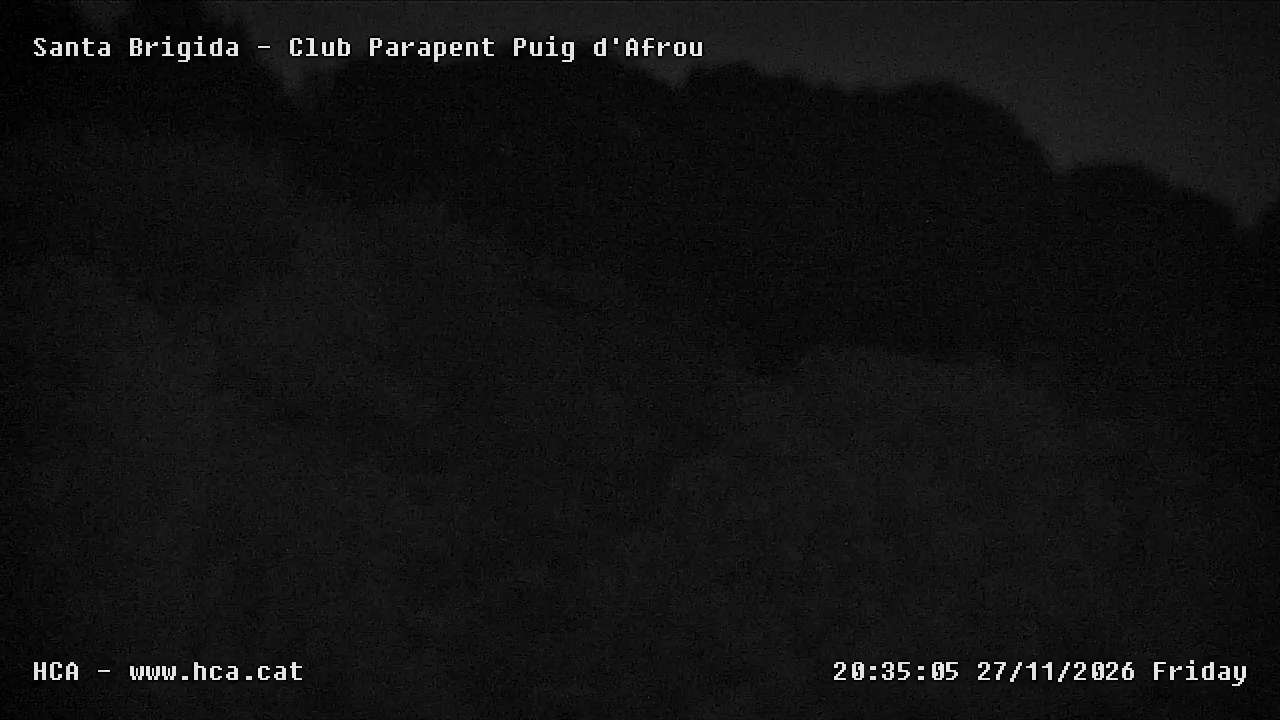 Santa Brigida - Club Parapent Puig d'Afrou
HCA - www.hca.cat
20:35:05 27/11/2026 Friday